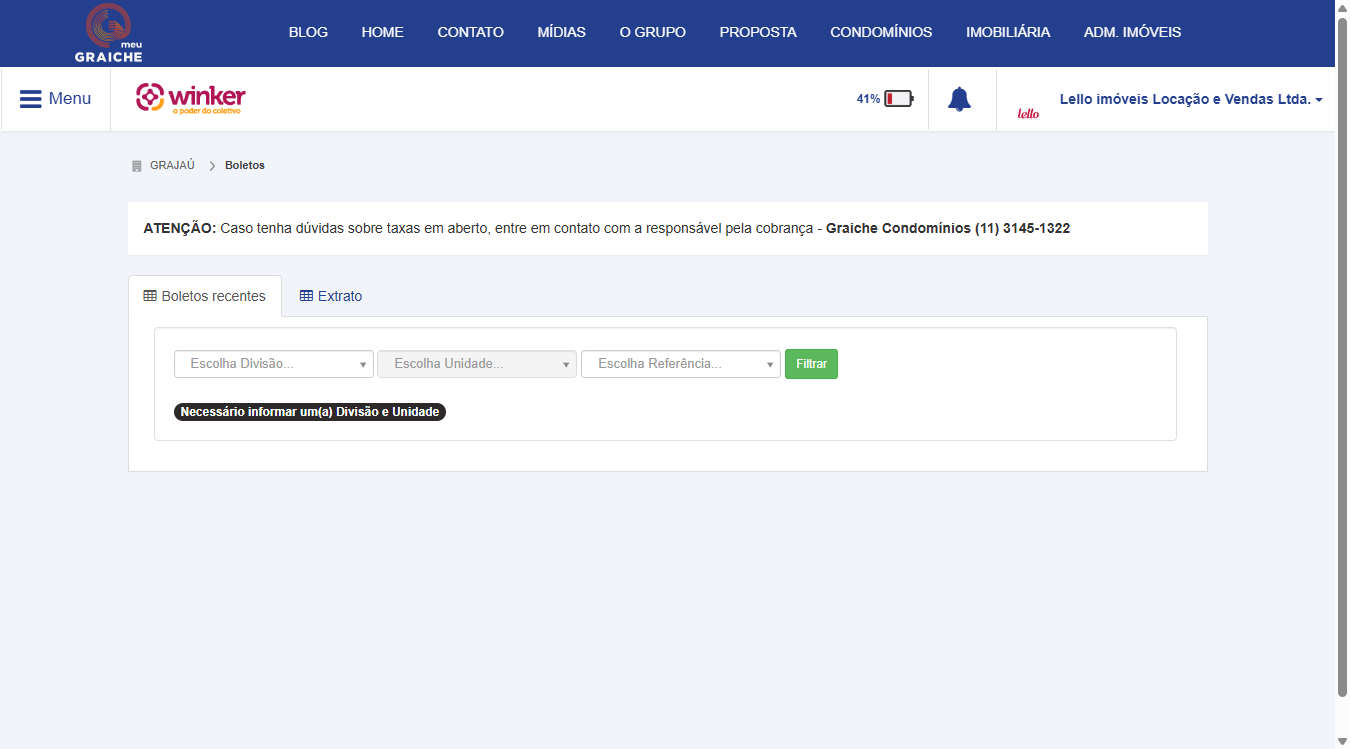 meu
GRAICHE
BLOG HOME CONTATO MÍDIAS O GRUPO PROPOSTA CONDOMÍNIOS IMOBILIÁRIA ADM. IMÓVEIS
Menu
winker
o poder do coletivo
41%
lello
Lello imóveis Locação e Vendas Ltda.
GRAJAÚ > Boletos
ATENÇÃO: Caso tenha dúvidas sobre taxas em aberto, entre em contato com a responsável pela cobrança - Graiche Condomínios (11) 3145-1322
Boletos recentes Extrato
Escolha Divisão... Escolha Unidade... Escolha Referência... Filtrar
Necessário informar um(a) Divisão e Unidade